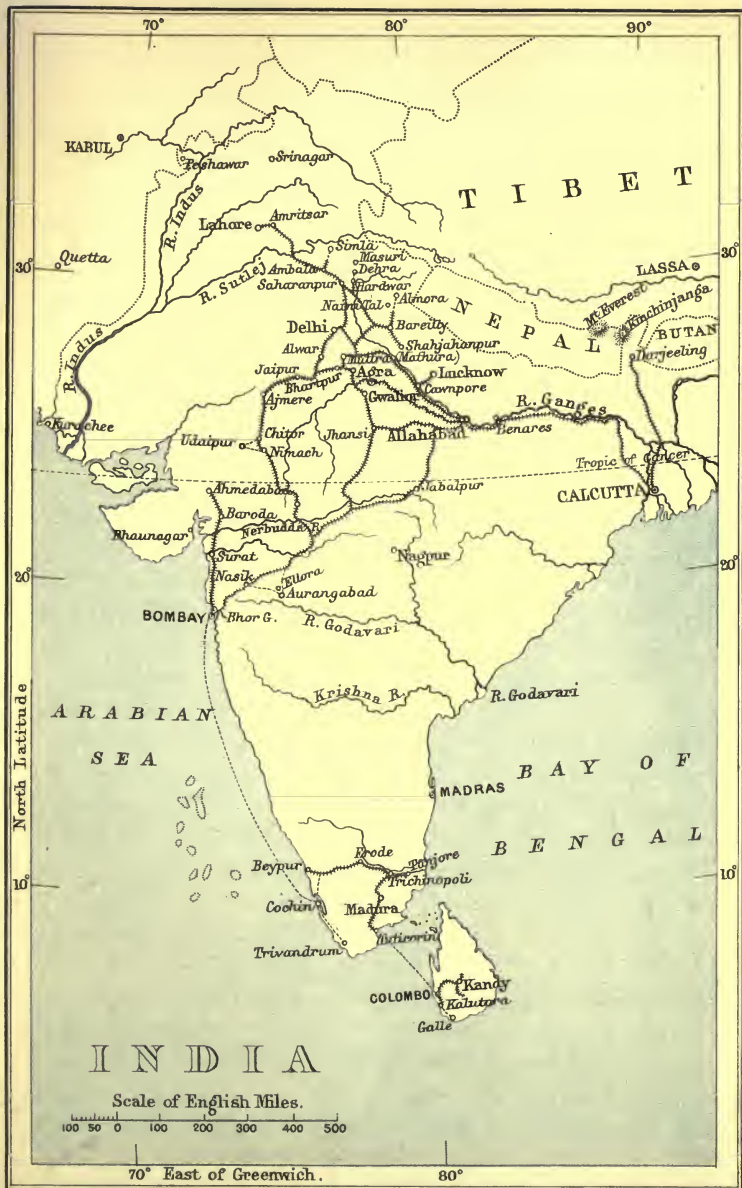 70°
80°
90°
KABUL
Peshawar
Srinagar
TIBET
R. Indus
Lahore
Amritsar
30°
Quetta
Simla
Masuri
Dehra
30°
LASSA
Ambala
R. Sutlej
Saharanpur
Hardwar
Naini Tal
Almora
NEPAL
Mt. Everest
Kinchinjanga
BUTAN
Delhi
Bareilly
R. Indus
Alwar
Shahjahanpur
Muttra (Mathura)
Darjeeling
Jaipur
Bhartpur
Agra
Lucknow
Ajmere
Gwalior
Cawnpore
R. Ganges
Kurachee
Chitor
Jhansi
Allahabad
Benares
Udaipur
Nimach
Tropic of Cancer
Ahmedabad
Jabalpur
CALCUTTA
Baroda
Nerbudda R.
Bhaunagar
Surat
Nagpur
20°
20°
Nasik
Ellora
Aurangabad
BOMBAY
Bhor G.
R. Godavari
Krishna R.
R. Godavari
ARABIAN
SEA
North Latitude
BAY OF
BENGAL
MADRAS
Beypur
Erode
Tanjore
Trichinopoli
10°
10°
Cochin
Madura
Trivandrum
Tuticorin
COLOMBO
Kandy
Kalutora
Galle
INDIA
Scale of English Miles.
100 50 0 100 200 300 400 500
70° East of Greenwich.
80°